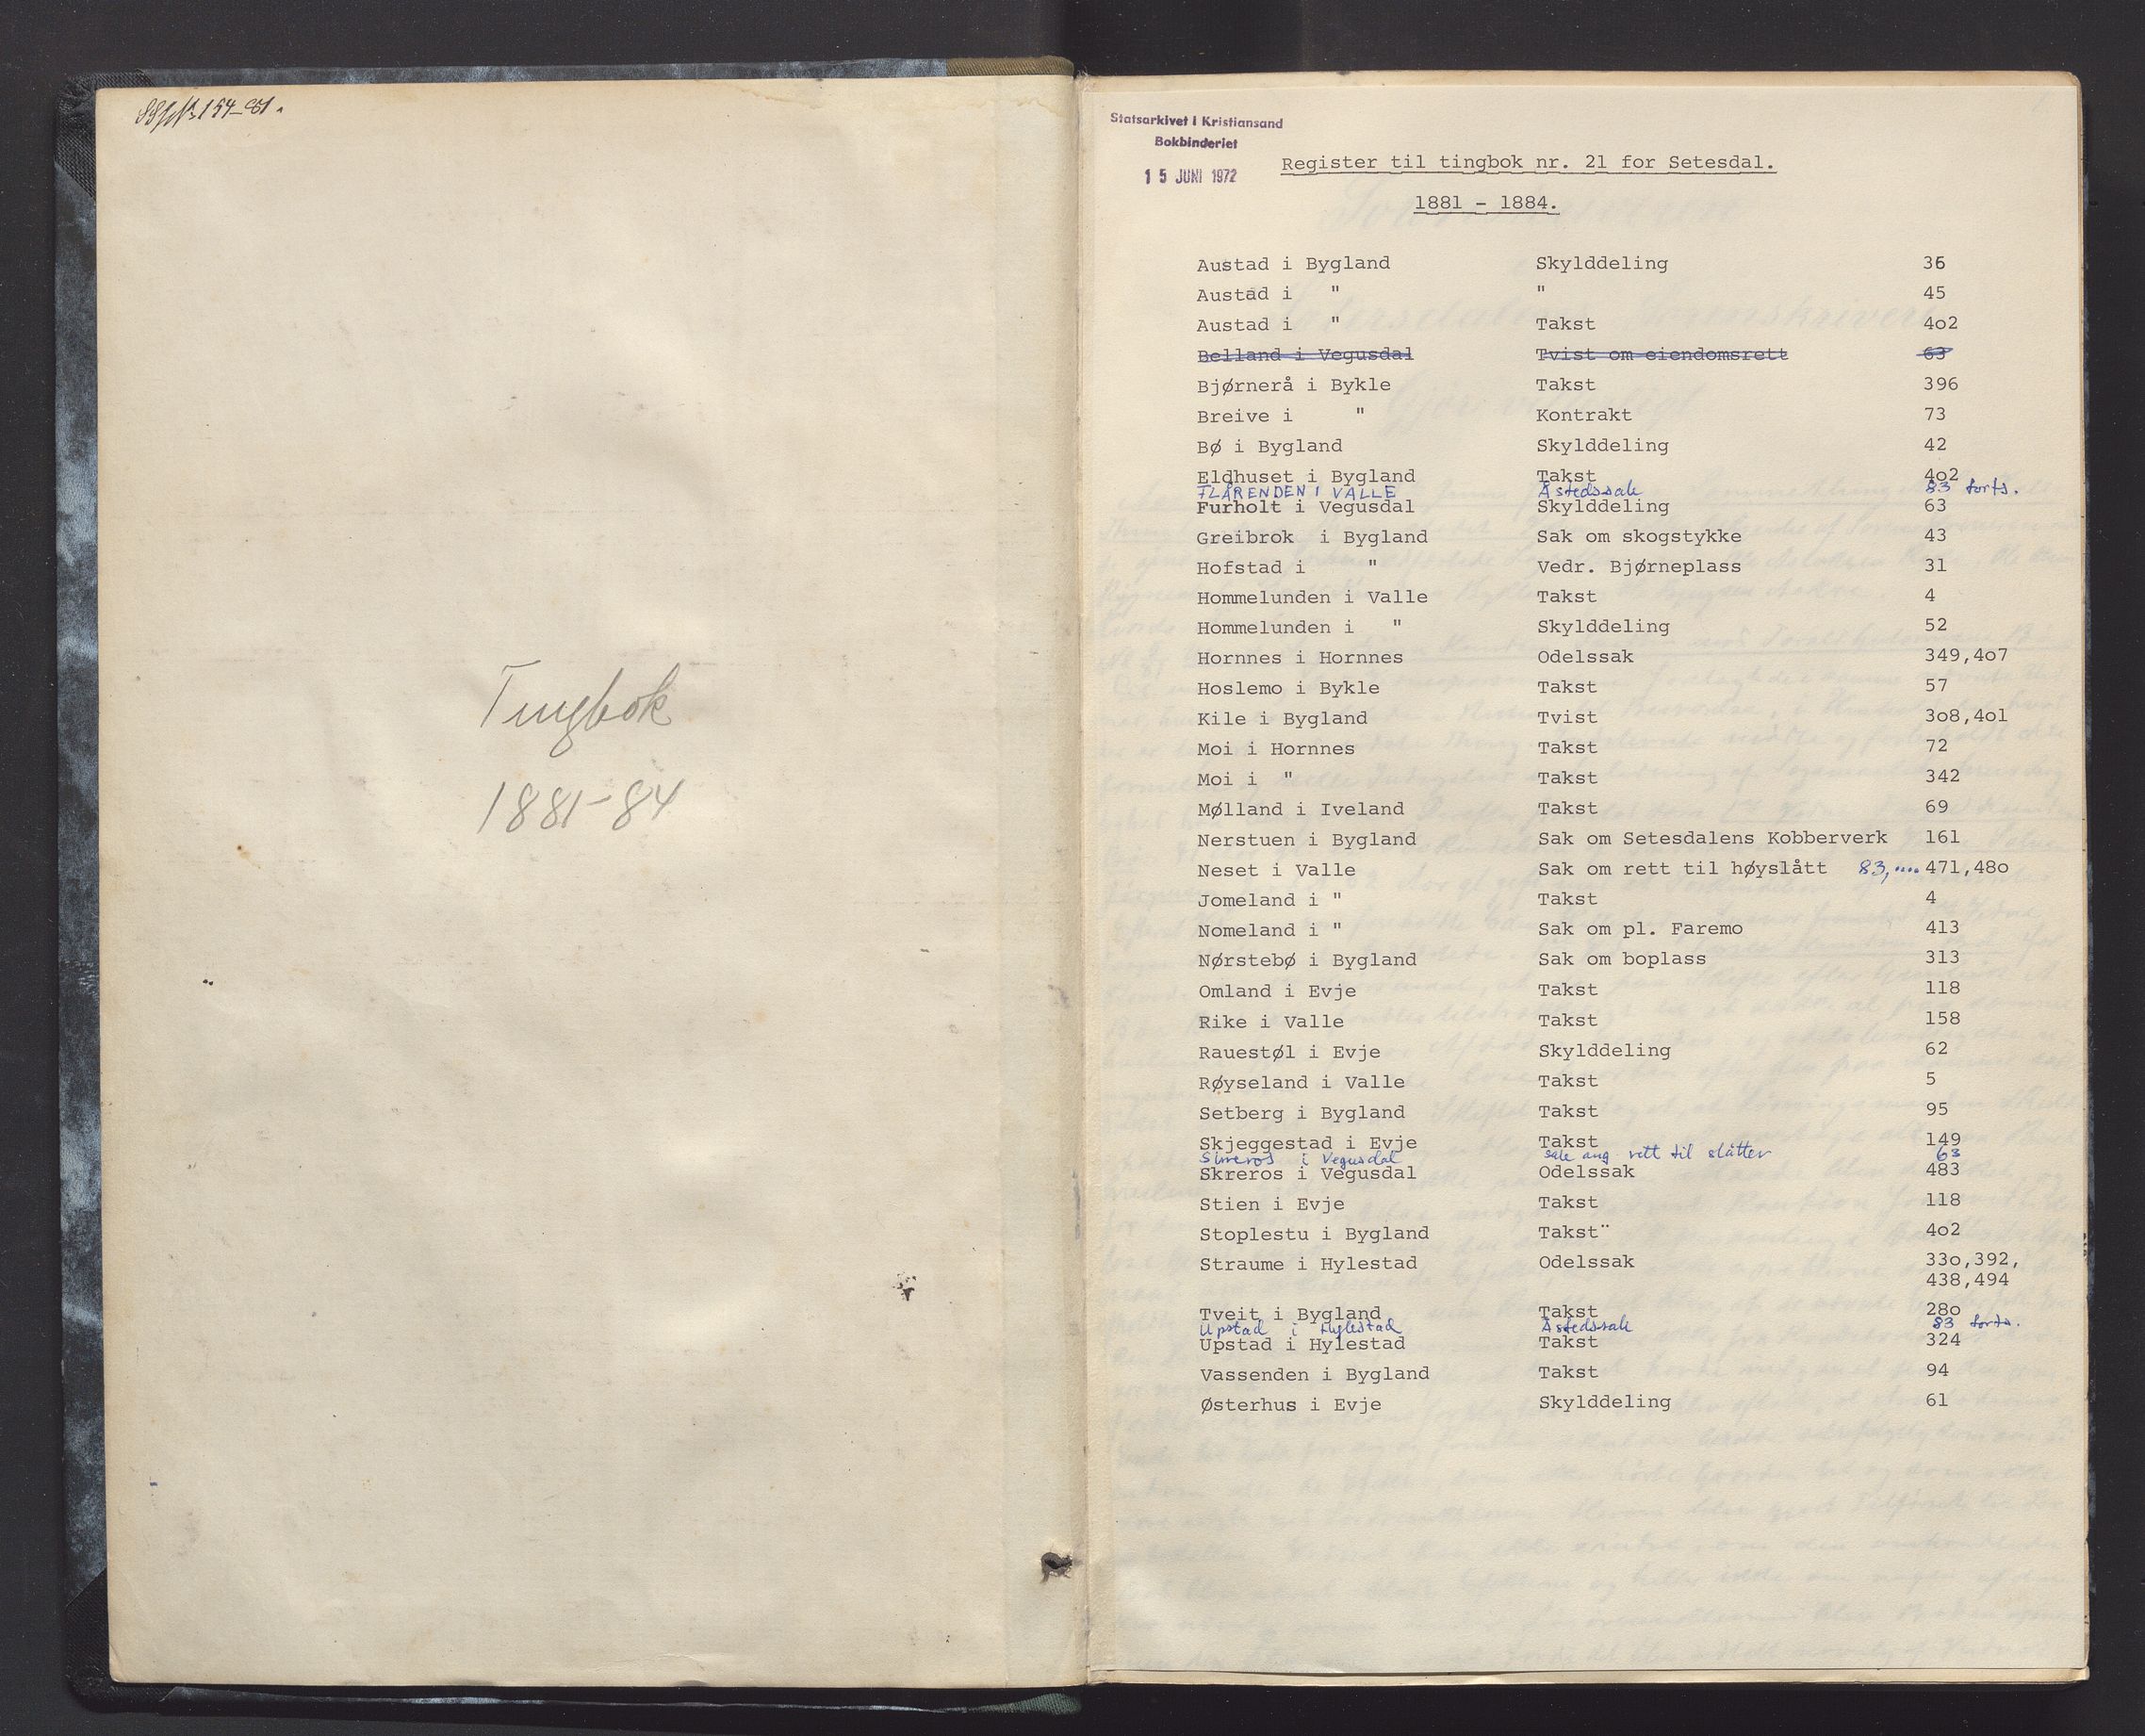 Tingbok
1881-84
Statsarkivet i Kristiansand
Bokbinderiet
15 JUNI 1972
Register til tingbok nr. 21 for Setesdal.
1881 - 1884.
Austad i Bygland Skylddeling 36
Austad i " " 45
Austad i " Takst 4o2
Belland i Vegusdal Tvist om eiendomsrett 63
Bjørnerå i Bykle Takst 396
Breive i " Kontrakt 73
Bø i Bygland Skylddeling 42
Eldhuset i Bygland Takst 4o2
FLÅRENDEN I VALLE Åstedssak 83 forts.
Furholt i Vegusdal Skylddeling 63
Greibrok i Bygland Sak om skogstykke 43
Hofstad i " Vedr. Bjørneplass 31
Hommelunden i Valle Takst 4
Hommelunden i " Skylddeling 52
Hornnes i Hornnes Odelssak 349,4o7
Hoslemo i Bykle Takst 57
Kile i Bygland Tvist 3o8,4o1
Moi i Hornnes Takst 72
Moi i " Takst 342
Mølland i Iveland Takst 69
Nerstuen i Bygland Sak om Setesdalens Kobberverk 161
Neset i Valle Sak om rett til høyslått 83,.... 471,48o
Jomeland i " Takst 4
Nomeland i " Sak om pl. Faremo 413
Nørstebø i Bygland Sak om boplass 313
Omland i Evje Takst 118
Rike i Valle Takst 158
Rauestøl i Evje Skylddeling 62
Røyseland i Valle Takst 5
Setberg i Bygland Takst 95
Skjeggestad i Evje Takst 149
i Vegusdal sak ang rett til slåtter 63
Skreros i Vegusdal Odelssak 483
Stien i Evje Takst 118
Stoplestu i Bygland Takst¨ 4o2
Straume i Hylestad Odelssak 33o,392,
438,494
Tveit i Bygland Takst 28o
Upstad i Hylestad Åstedssak 83 forts.
Upstad i Hylestad Takst 324
Vassenden i Bygland Takst 94
Østerhus i Evje Skylddeling 61